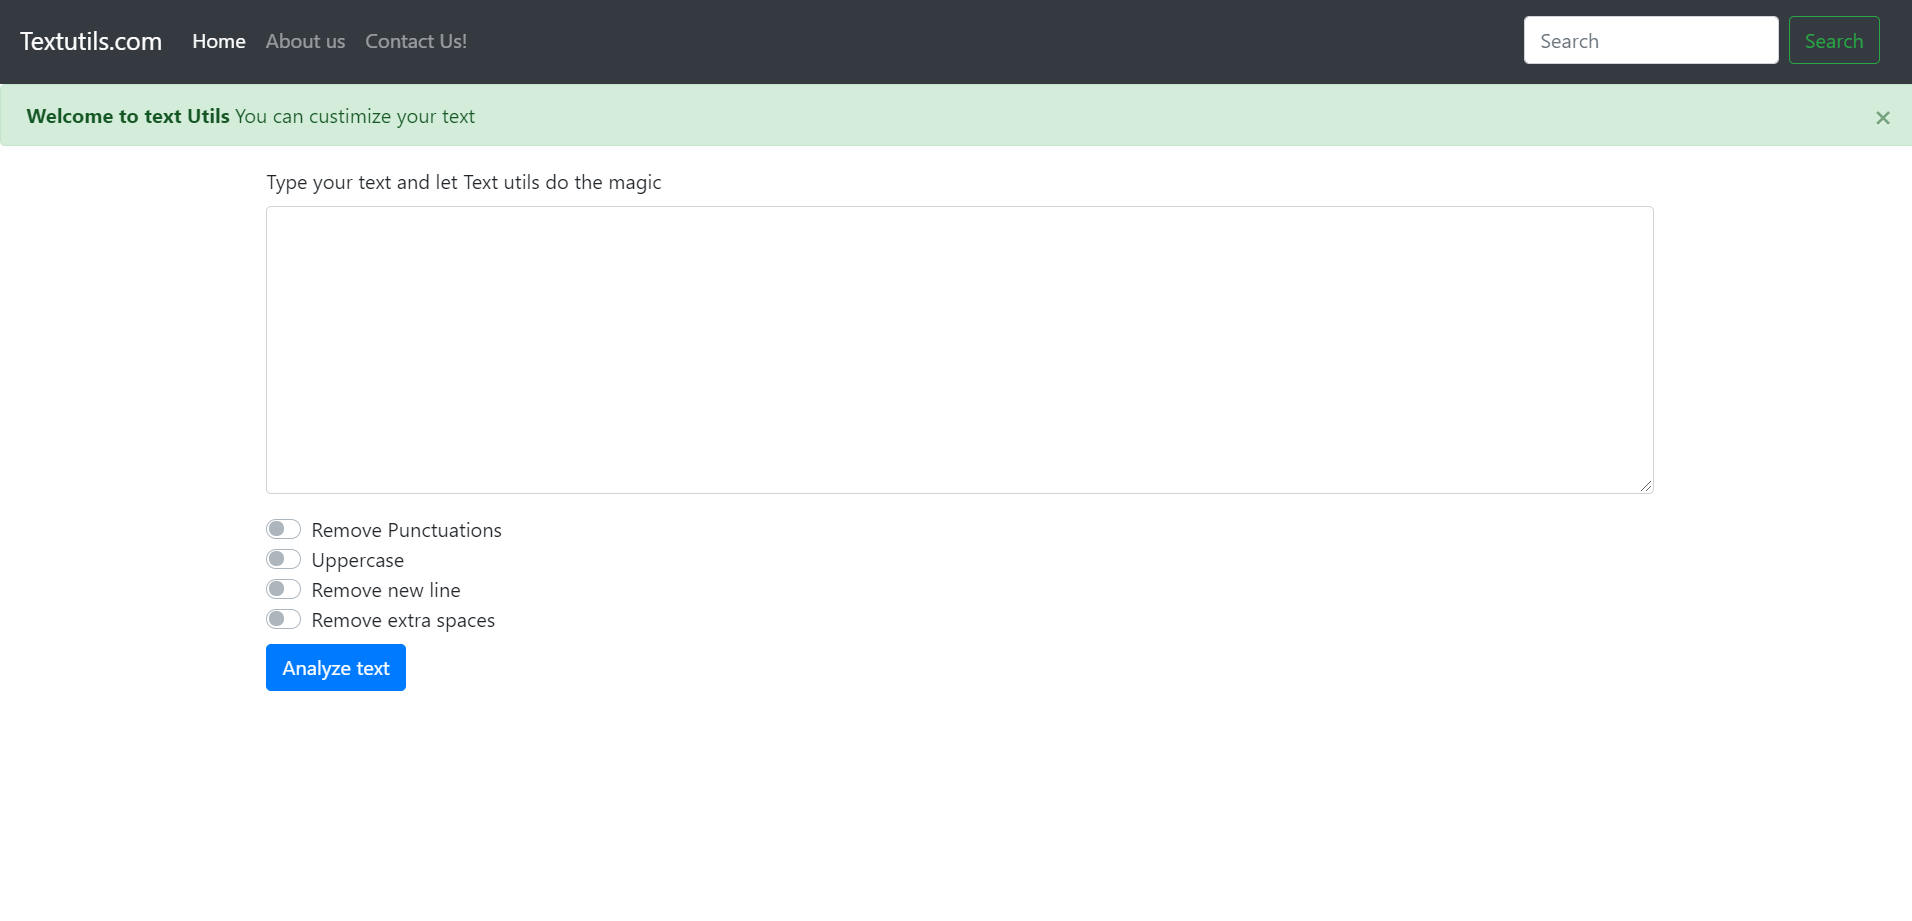 Textutils.com Home About us Contact Us! Search Search
Welcome to text Utils You can custimize your text ×
Type your text and let Text utils do the magic
Remove Punctuations
Uppercase
Remove new line
Remove extra spaces
Analyze text